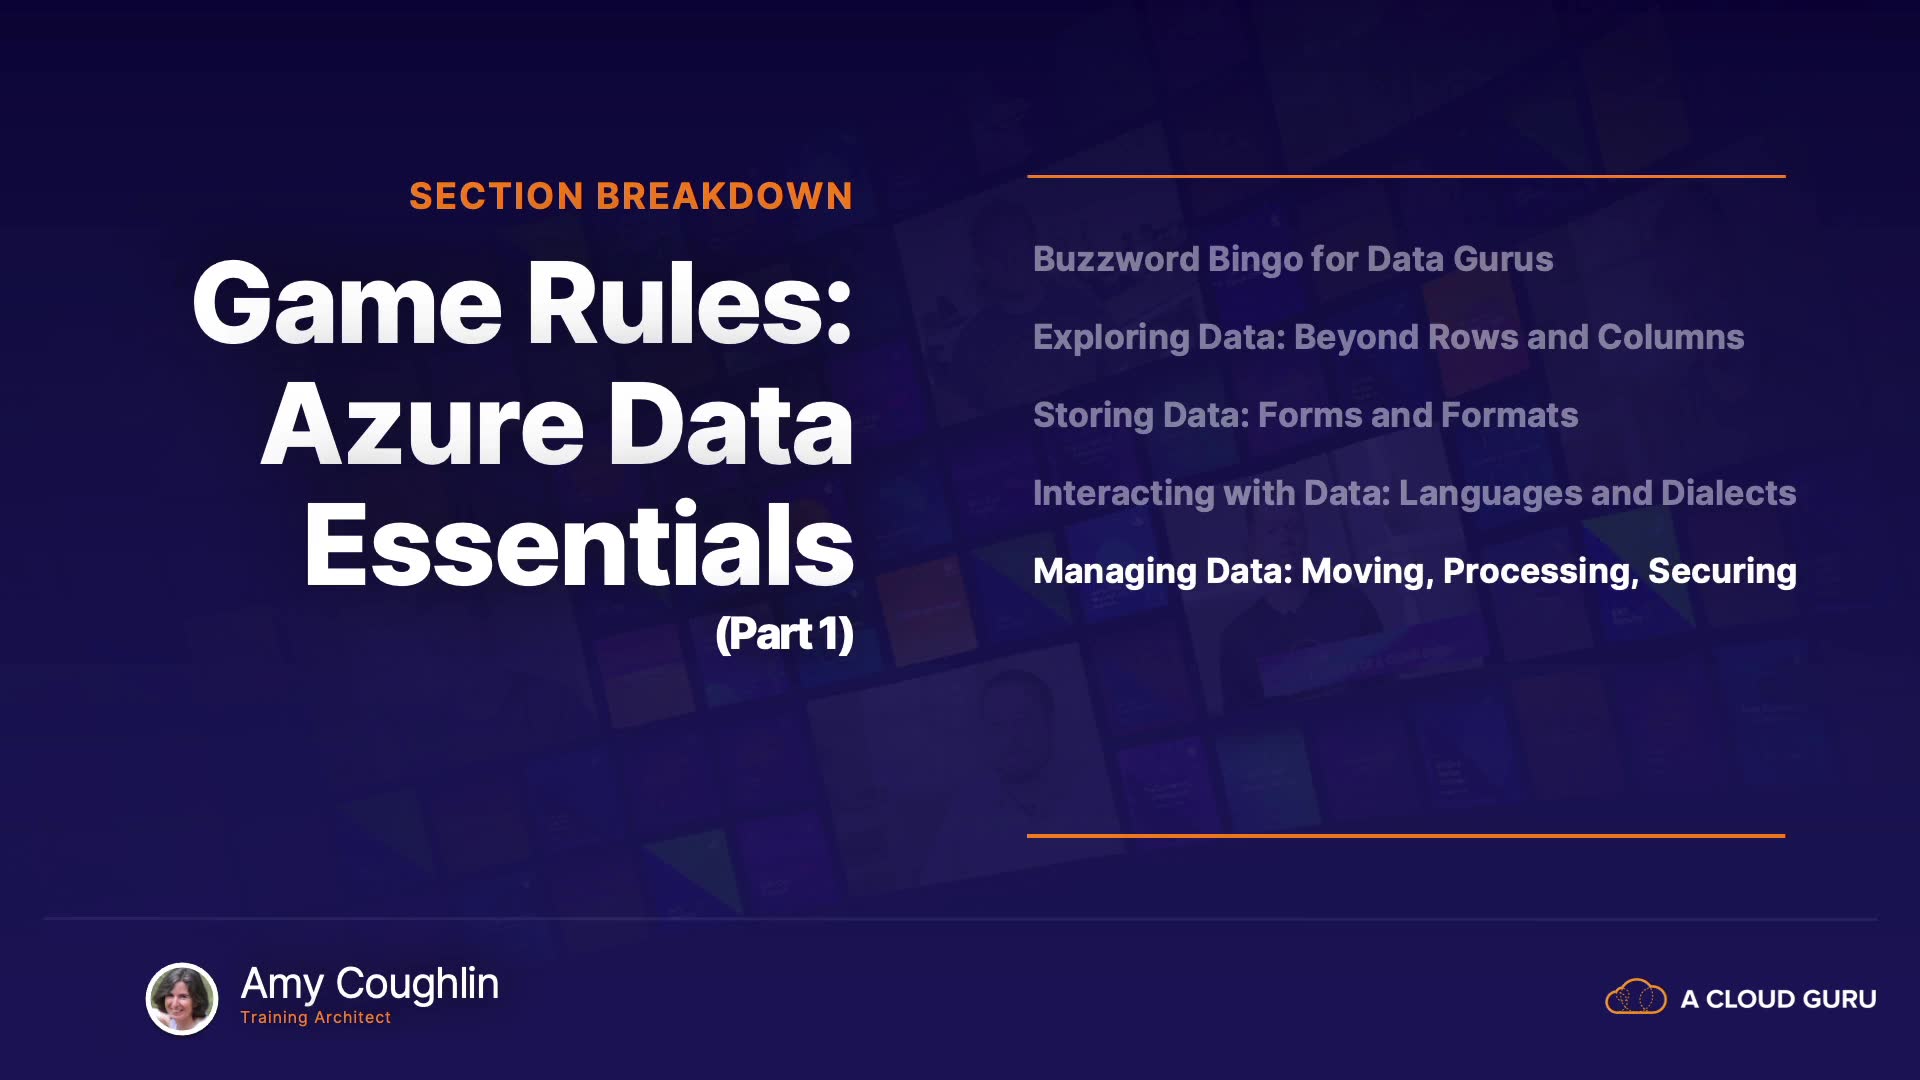 SECTION BREAKDOWN
Game Rules:
Azure Data
Essentials
(Part 1)
Buzzword Bingo for Data Gurus
Exploring Data: Beyond Rows and Columns
Storing Data: Forms and Formats
Interacting with Data: Languages and Dialects
Managing Data: Moving, Processing, Securing
Amy Coughlin
Training Architect
A CLOUD GURU